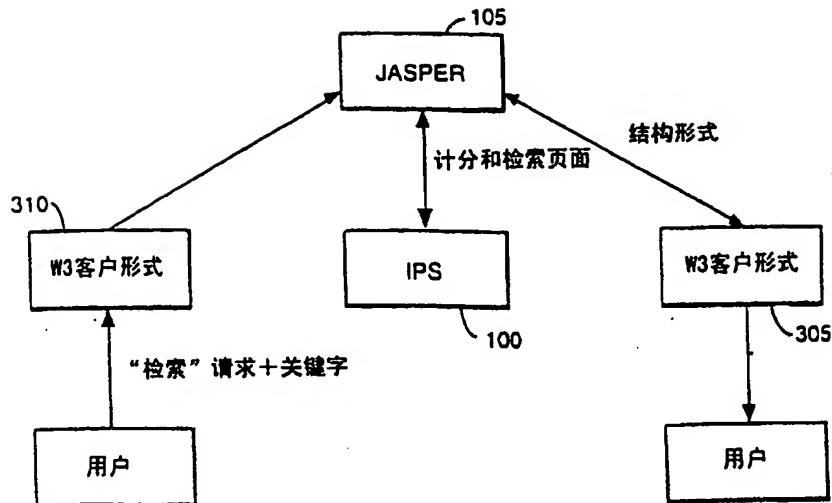 105
JASPER
结构形式
计分和检索页面
310
W3客户形式
IPS
W3客户形式
100
305
“检索”请求+关键字
用户
用户